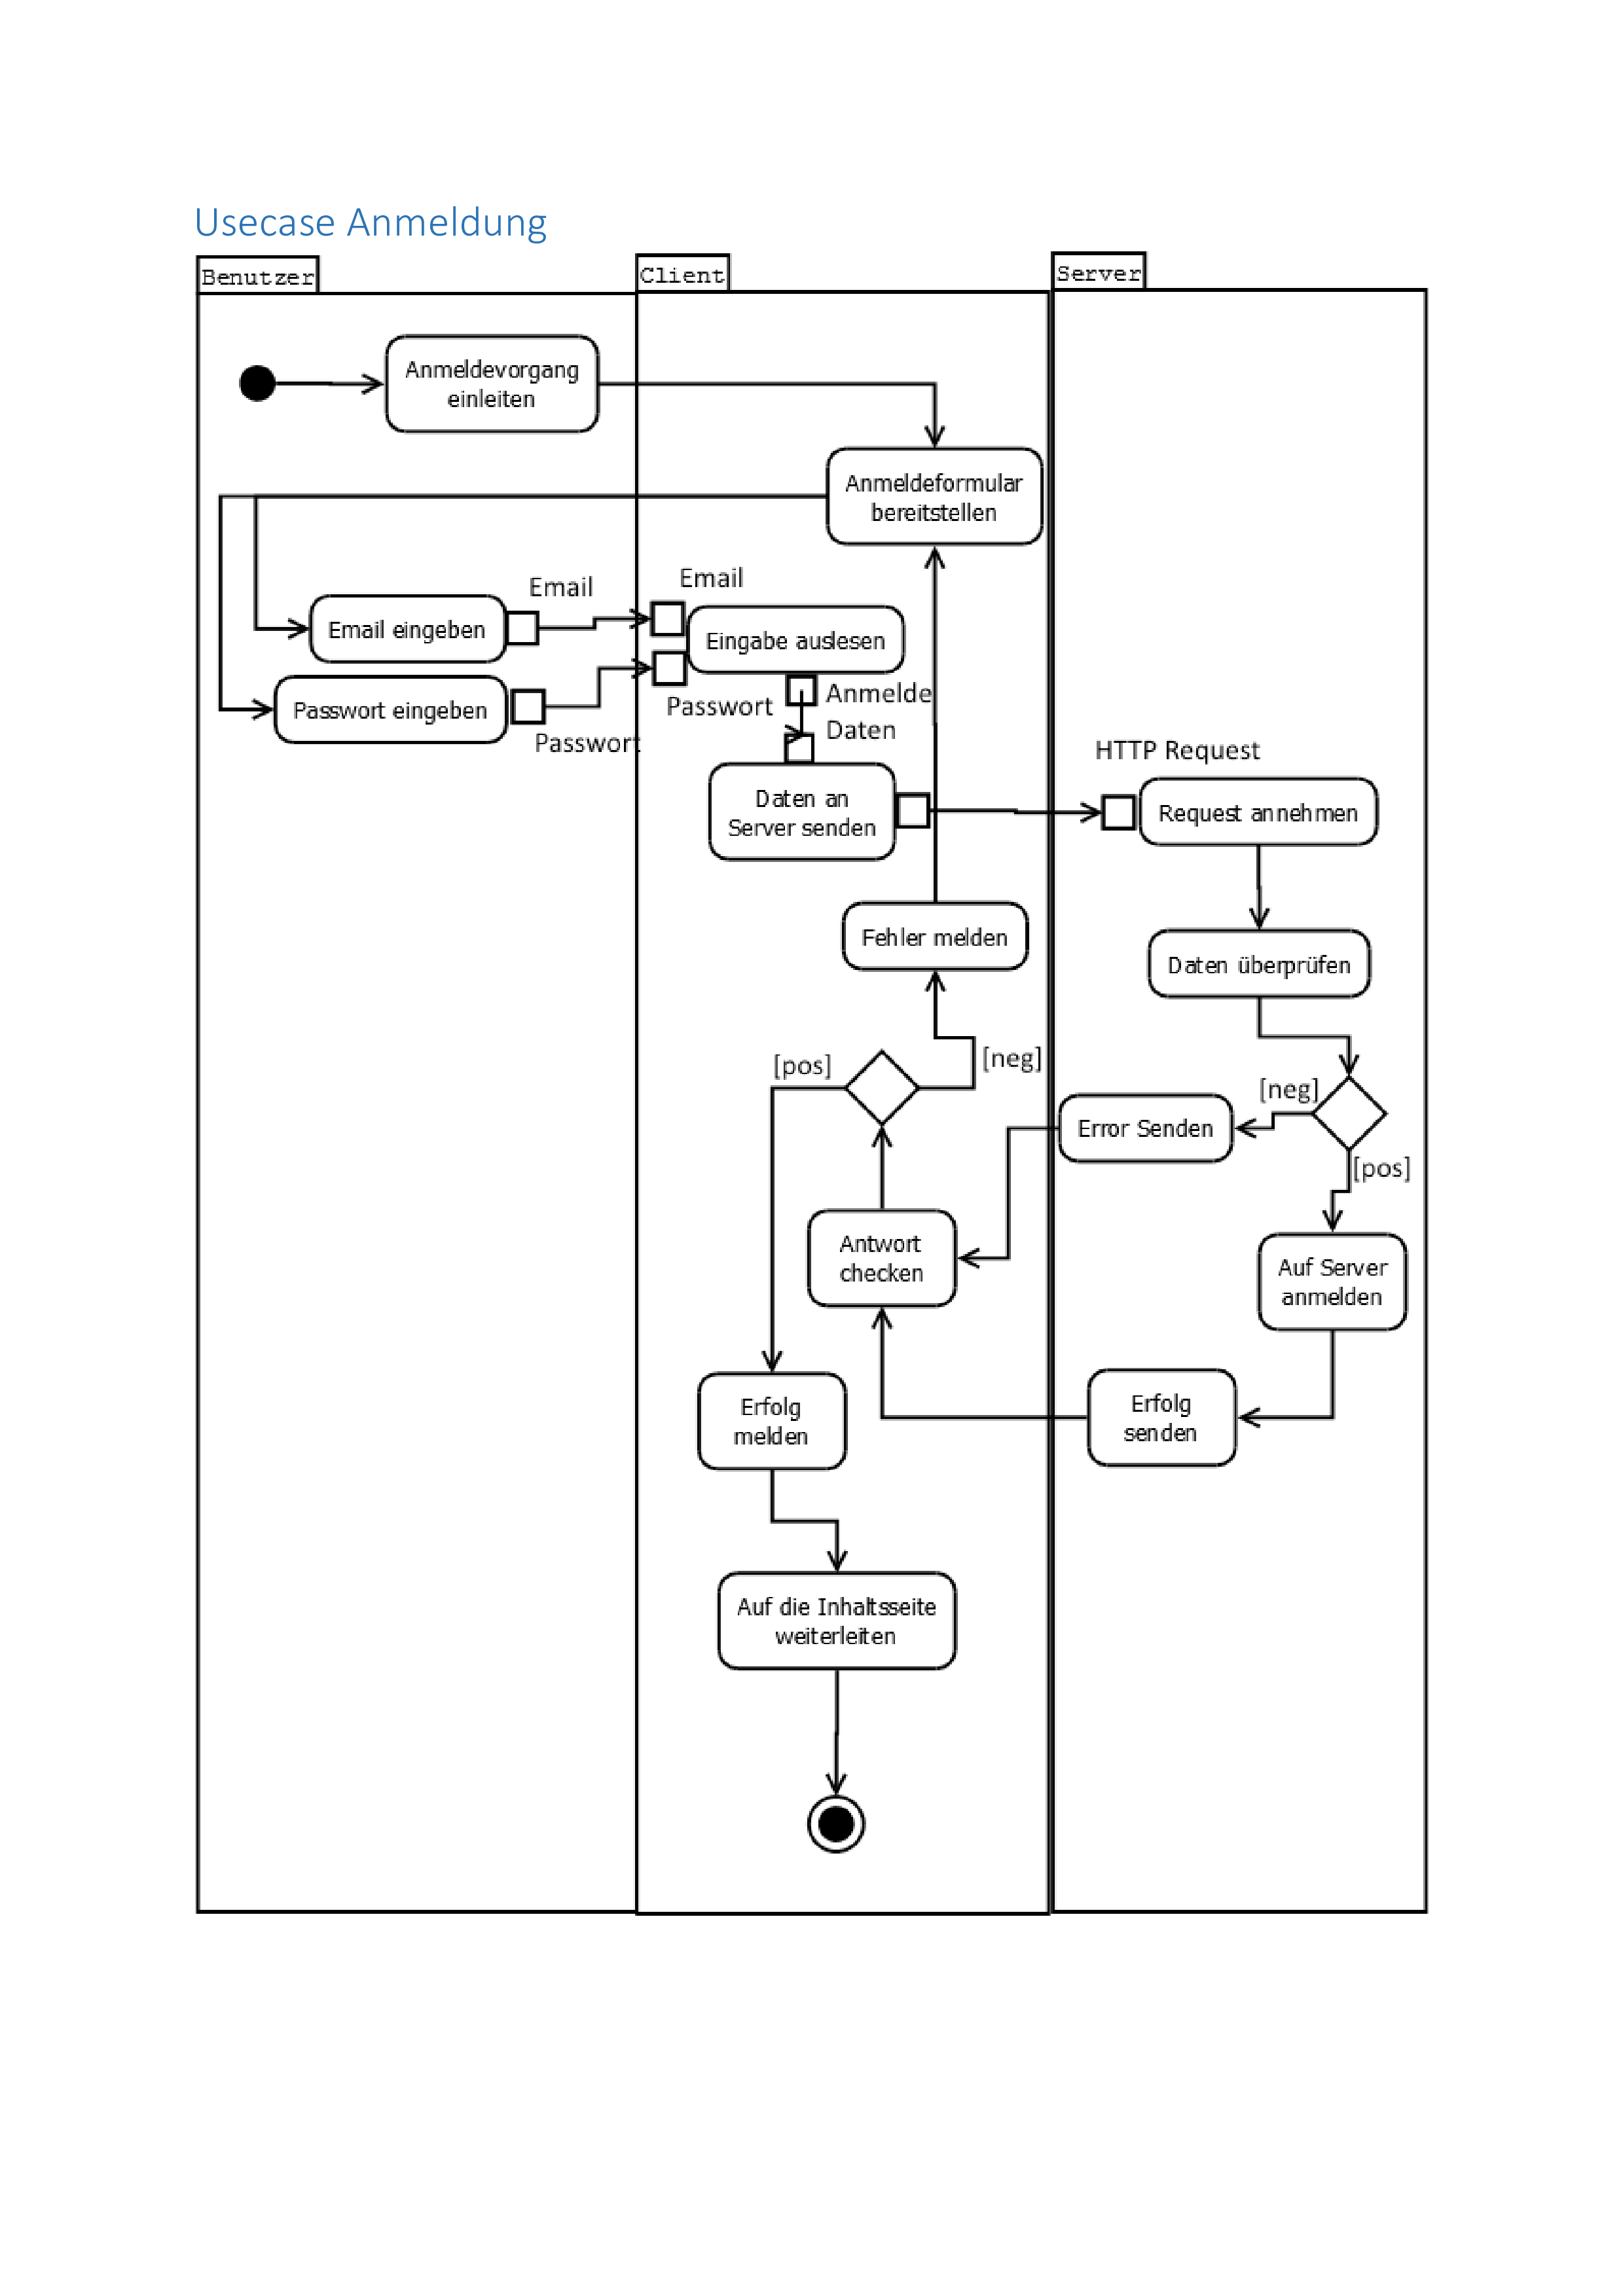 Usecase Anmeldung
Benutzer
Client
Server
Anmeldevorgang
einleiten
Anmeldeformular
bereitstellen
Email
Email
Email eingeben
Eingabe auslesen
Passwort eingeben
Passwort
Passwort
Anmelde
Daten
HTTP Request
Daten an
Server senden
Request annehmen
Fehler melden
Daten überprüfen
[pos]
[neg]
[neg]
Error Senden
[pos]
Antwort
checken
Auf Server
anmelden
Erfolg
melden
Erfolg
senden
Auf die Inhaltsseite
weiterleiten